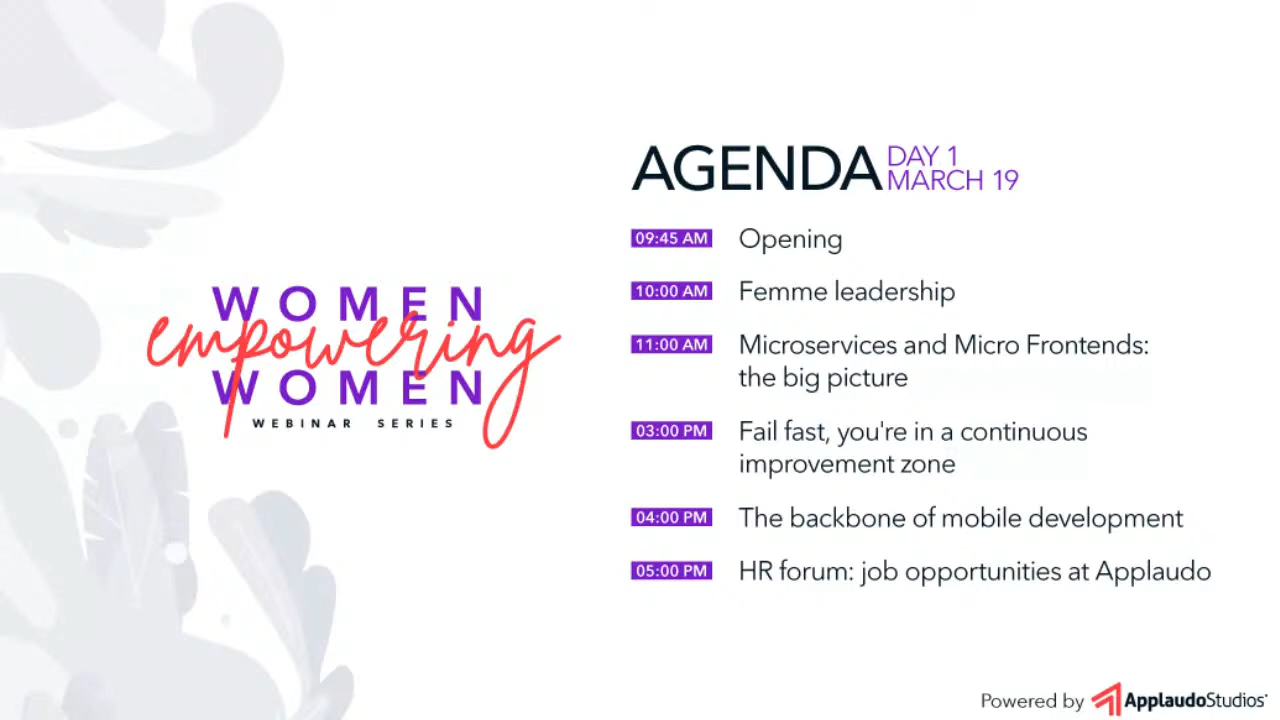 WOMEN
empowering
WOMEN
WEBINAR SERIES
AGENDA DAY 1
MARCH 19
09:45 AM Opening
10:00 AM Femme leadership
11:00 AM Microservices and Micro Frontends:
the big picture
03:00 PM Fail fast, you're in a continuous
improvement zone
04:00 PM The backbone of mobile development
05:00 PM HR forum: job opportunities at Applaudo
Powered by ApplaudoStudios